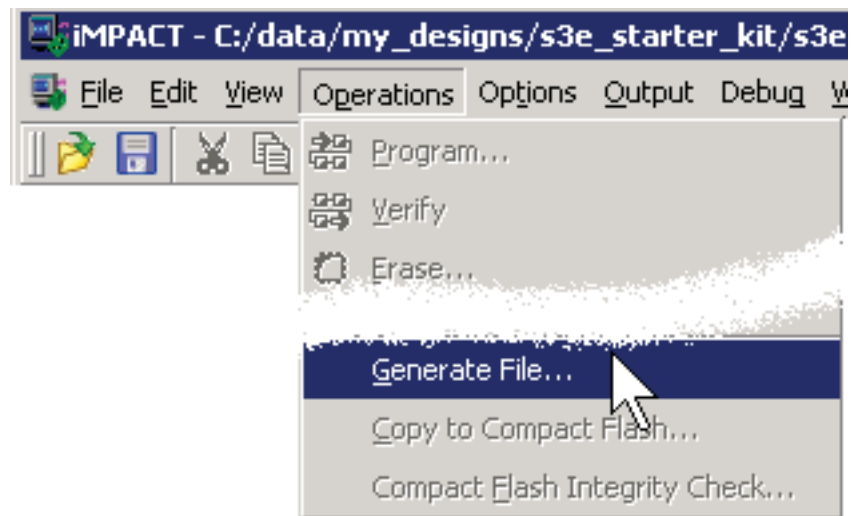 iMPACT - C:/data/my_designs/s3e_starter_kit/s3e
File Edit View Operations Options Output Debug
Program...
Verify
Erase...
Generate File...
Copy to Compact Flash...
Compact Flash Integrity Check...